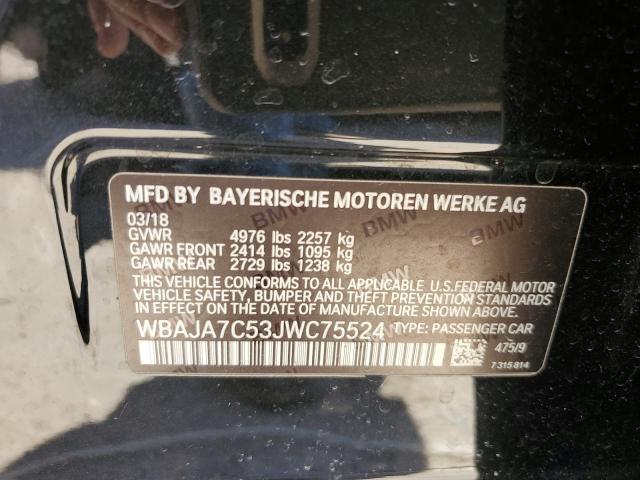 MFD BY BAYERISCHE MOTOREN WERKE AG
03/18
GVWR 4976 lbs 2257 kg
GAWR FRONT 2414 lbs 1095 kg
GAWR REAR 2729 lbs 1238 kg
THIS VEHICLE CONFORMS TO ALL APPLICABLE U.S.FEDERAL MOTOR
VEHICLE SAFETY, BUMPER, AND THEFT PREVENTION STANDARDS
IN EFFECT ON THE DATE OF MANUFACTURE SHOWN ABOVE.
WBAJA7C53JWC75524 TYPE: PASSENGER CAR
475/9
7 315 814